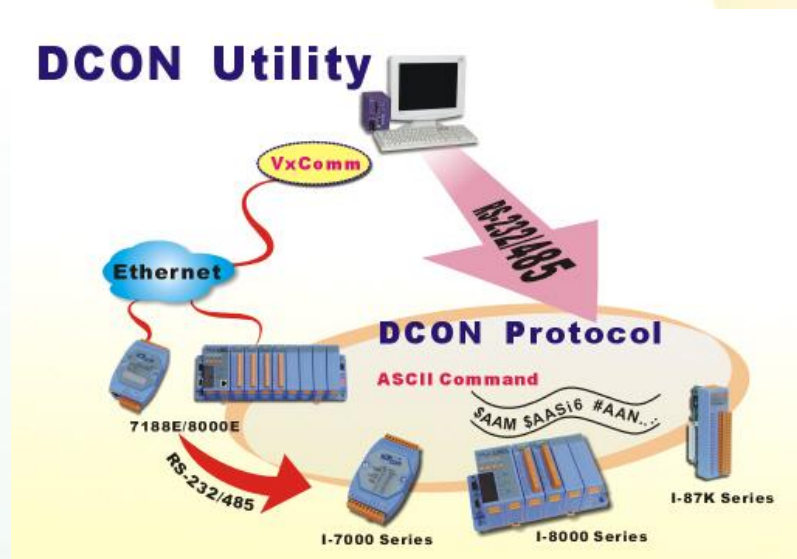 DCON Utility
VxComm
RS-232/485
Ethernet
DCON Protocol
ASCII Command
$AAM $AASi6 #AAN...
7188E/8000E
RS-232/485
I-7000 Series
I-8000 Series
I-87K Series